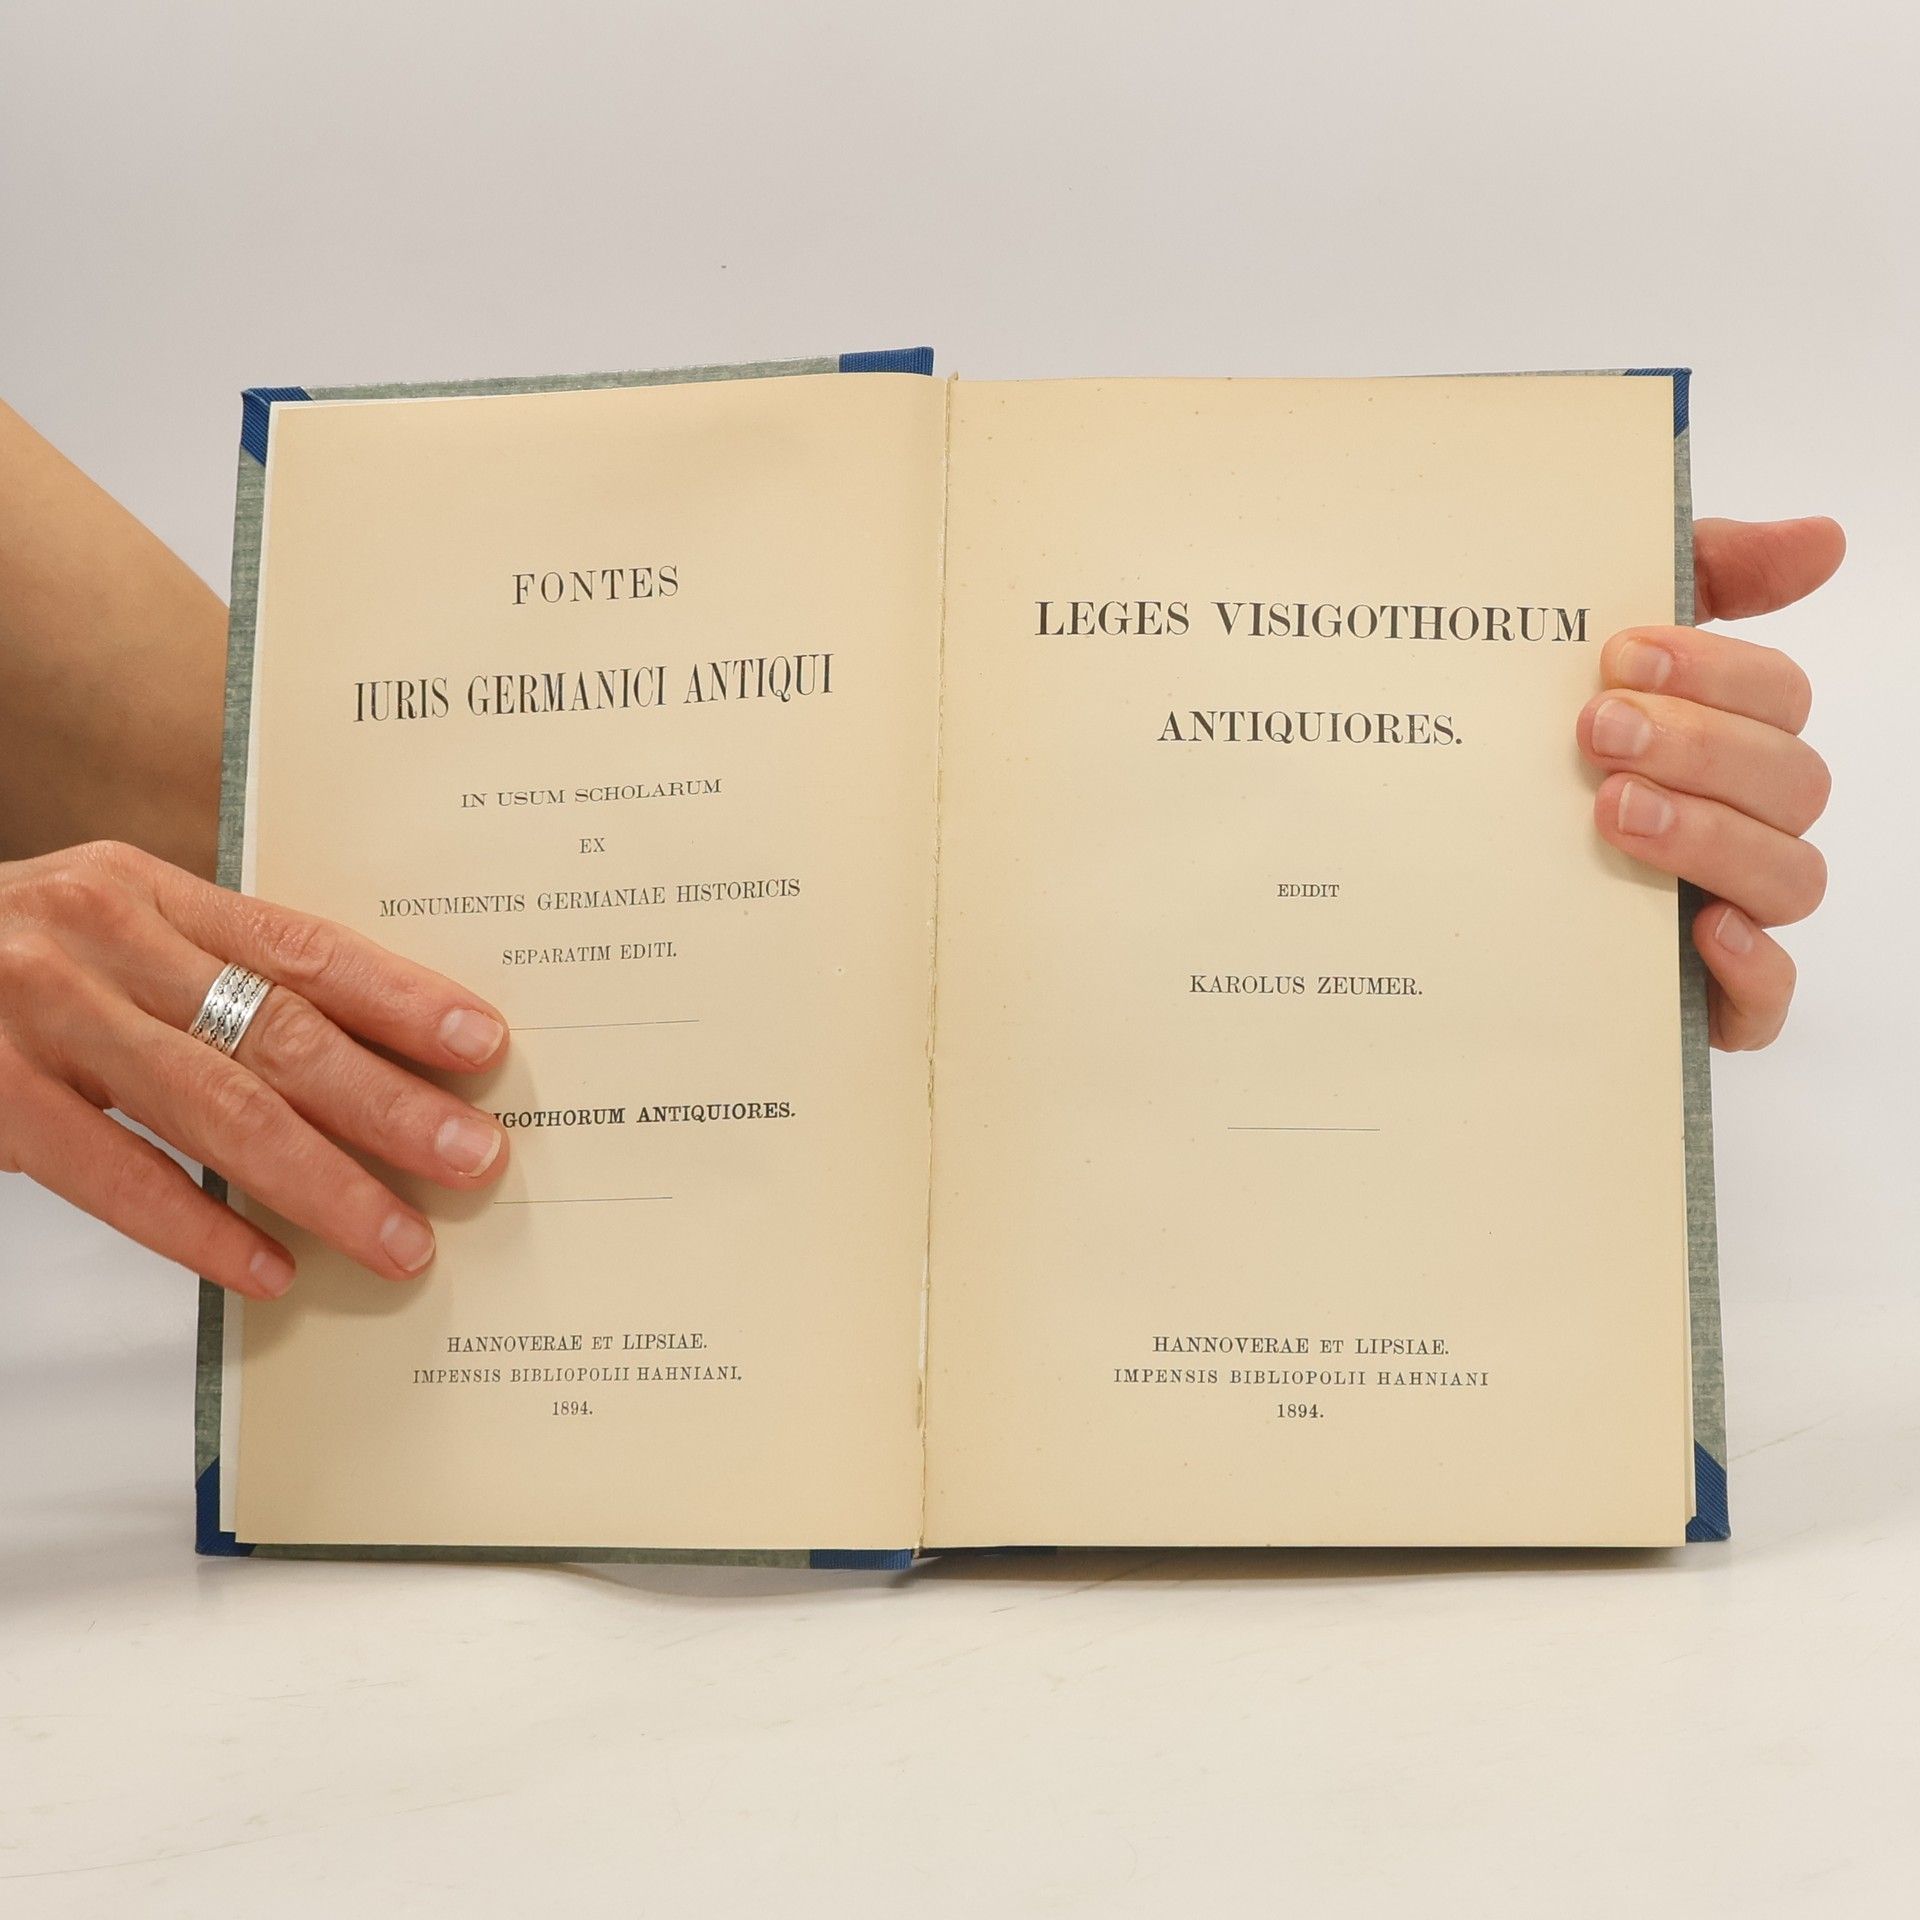 FONTES
IURIS GERMANICI ANTIQUI
IN USUM SCHOLARUM
EX
MONUMENTIS GERMANIAE HISTORICIS
SEPARATIM EDITI.
ANTIQUIORES.
HANNOVERAE ET LIPSIAE.
IMPENSIS BIBLIOPOLII HAHNIANI.
1894.
LEGES VISIGOTHORUM
ANTIQUIORES.
EDIDIT
KAROLUS ZEUMER.
HANNOVERAE ET LIPSIAE.
IMPENSIS BIBLIOPOLII HAHNIANI
1894.